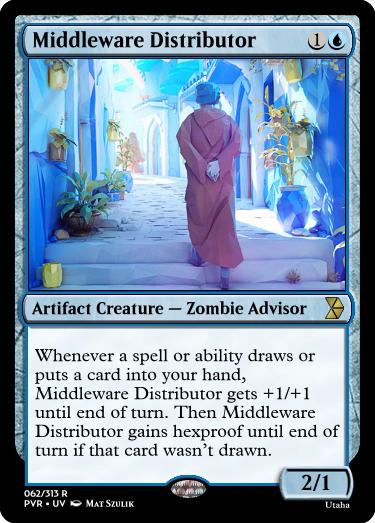 Middleware Distributor 1
Artifact Creature — Zombie Advisor
Whenever a spell or ability draws or
puts a card into your hand,
Middleware Distributor gets +1/+1
until end of turn. Then Middleware
Distributor gains hexproof until end of
turn if that card wasn't drawn.
2/1
062/313 R
PVR • UV Mat Szulik
Utaha